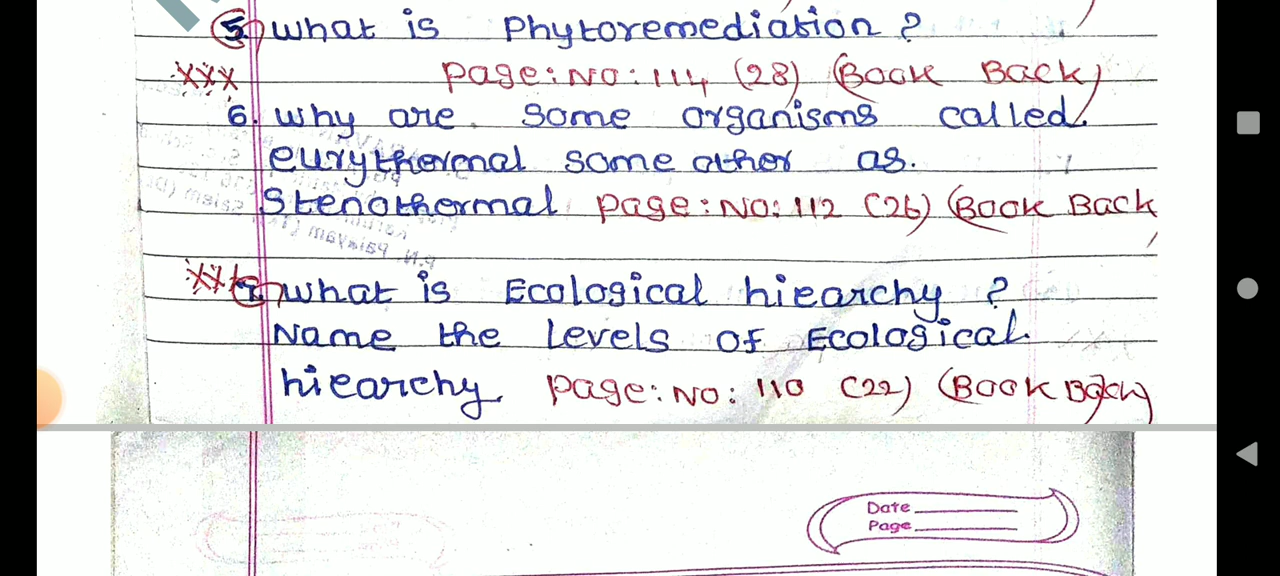 5. What is Phytoremediation ?
xxx Page: No: 114 (28) (Book Back)
6. Why are some organisms called
eurythermal some other as.
Stenothermal Page: No: 112 (26) (Book Back
)
xx 7. What is Ecological hiearchy ?
Name the levels of Ecological
hiearchy. Page: No: 110 (22) (Book Back)
Date
Page